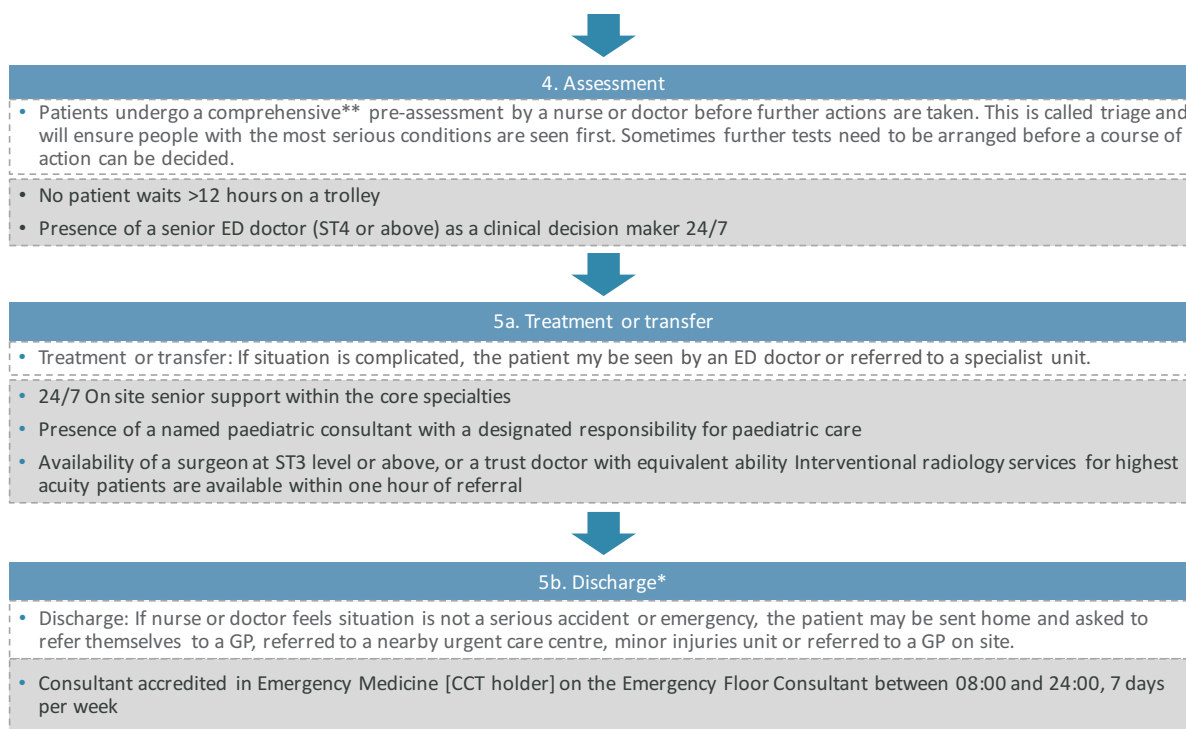 4. Assessment
• Patients undergo a comprehensive** pre-assessment by a nurse or doctor before further actions are taken. This is called triage and
will ensure people with the most serious conditions are seen first. Sometimes further tests need to be arranged before a course of
action can be decided.
• No patient waits >12 hours on a trolley
• Presence of a senior ED doctor (ST4 or above) as a clinical decision maker 24/7
5a. Treatment or transfer
• Treatment or transfer: If situation is complicated, the patient my be seen by an ED doctor or referred to a specialist unit.
• 24/7 On site senior support within the core specialties
• Presence of a named paediatric consultant with a designated responsibility for paediatric care
• Availability of a surgeon at ST3 level or above, or a trust doctor with equivalent ability Interventional radiology services for highest
acuity patients are available within one hour of referral
5b. Discharge*
• Discharge: If nurse or doctor feels situation is not a serious accident or emergency, the patient may be sent home and asked to
refer themselves to a GP, referred to a nearby urgent care centre, minor injuries unit or referred to a GP on site.
• Consultant accredited in Emergency Medicine [CCT holder] on the Emergency Floor Consultant between 08:00 and 24:00, 7 days
per week